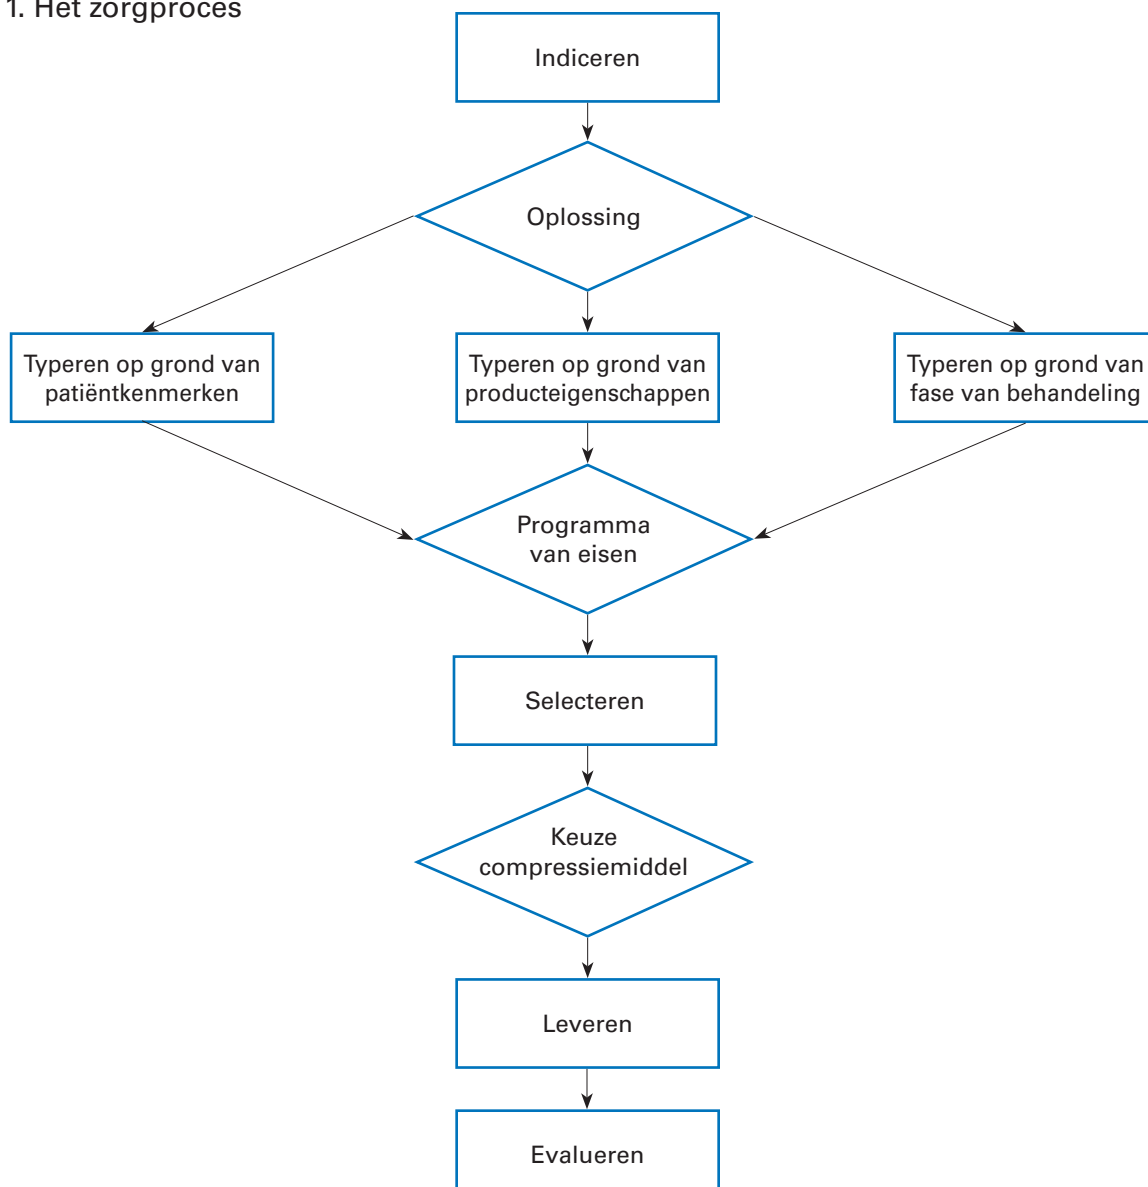 1. Het zorgproces
Indiceren
Oplossing
Typeren op grond van
patiëntkenmerken
Typeren op grond van
producteigenschappen
Typeren op grond van
fase van behandeling
Programma
van eisen
Selecteren
Keuze
compressiemiddel
Leveren
Evalueren